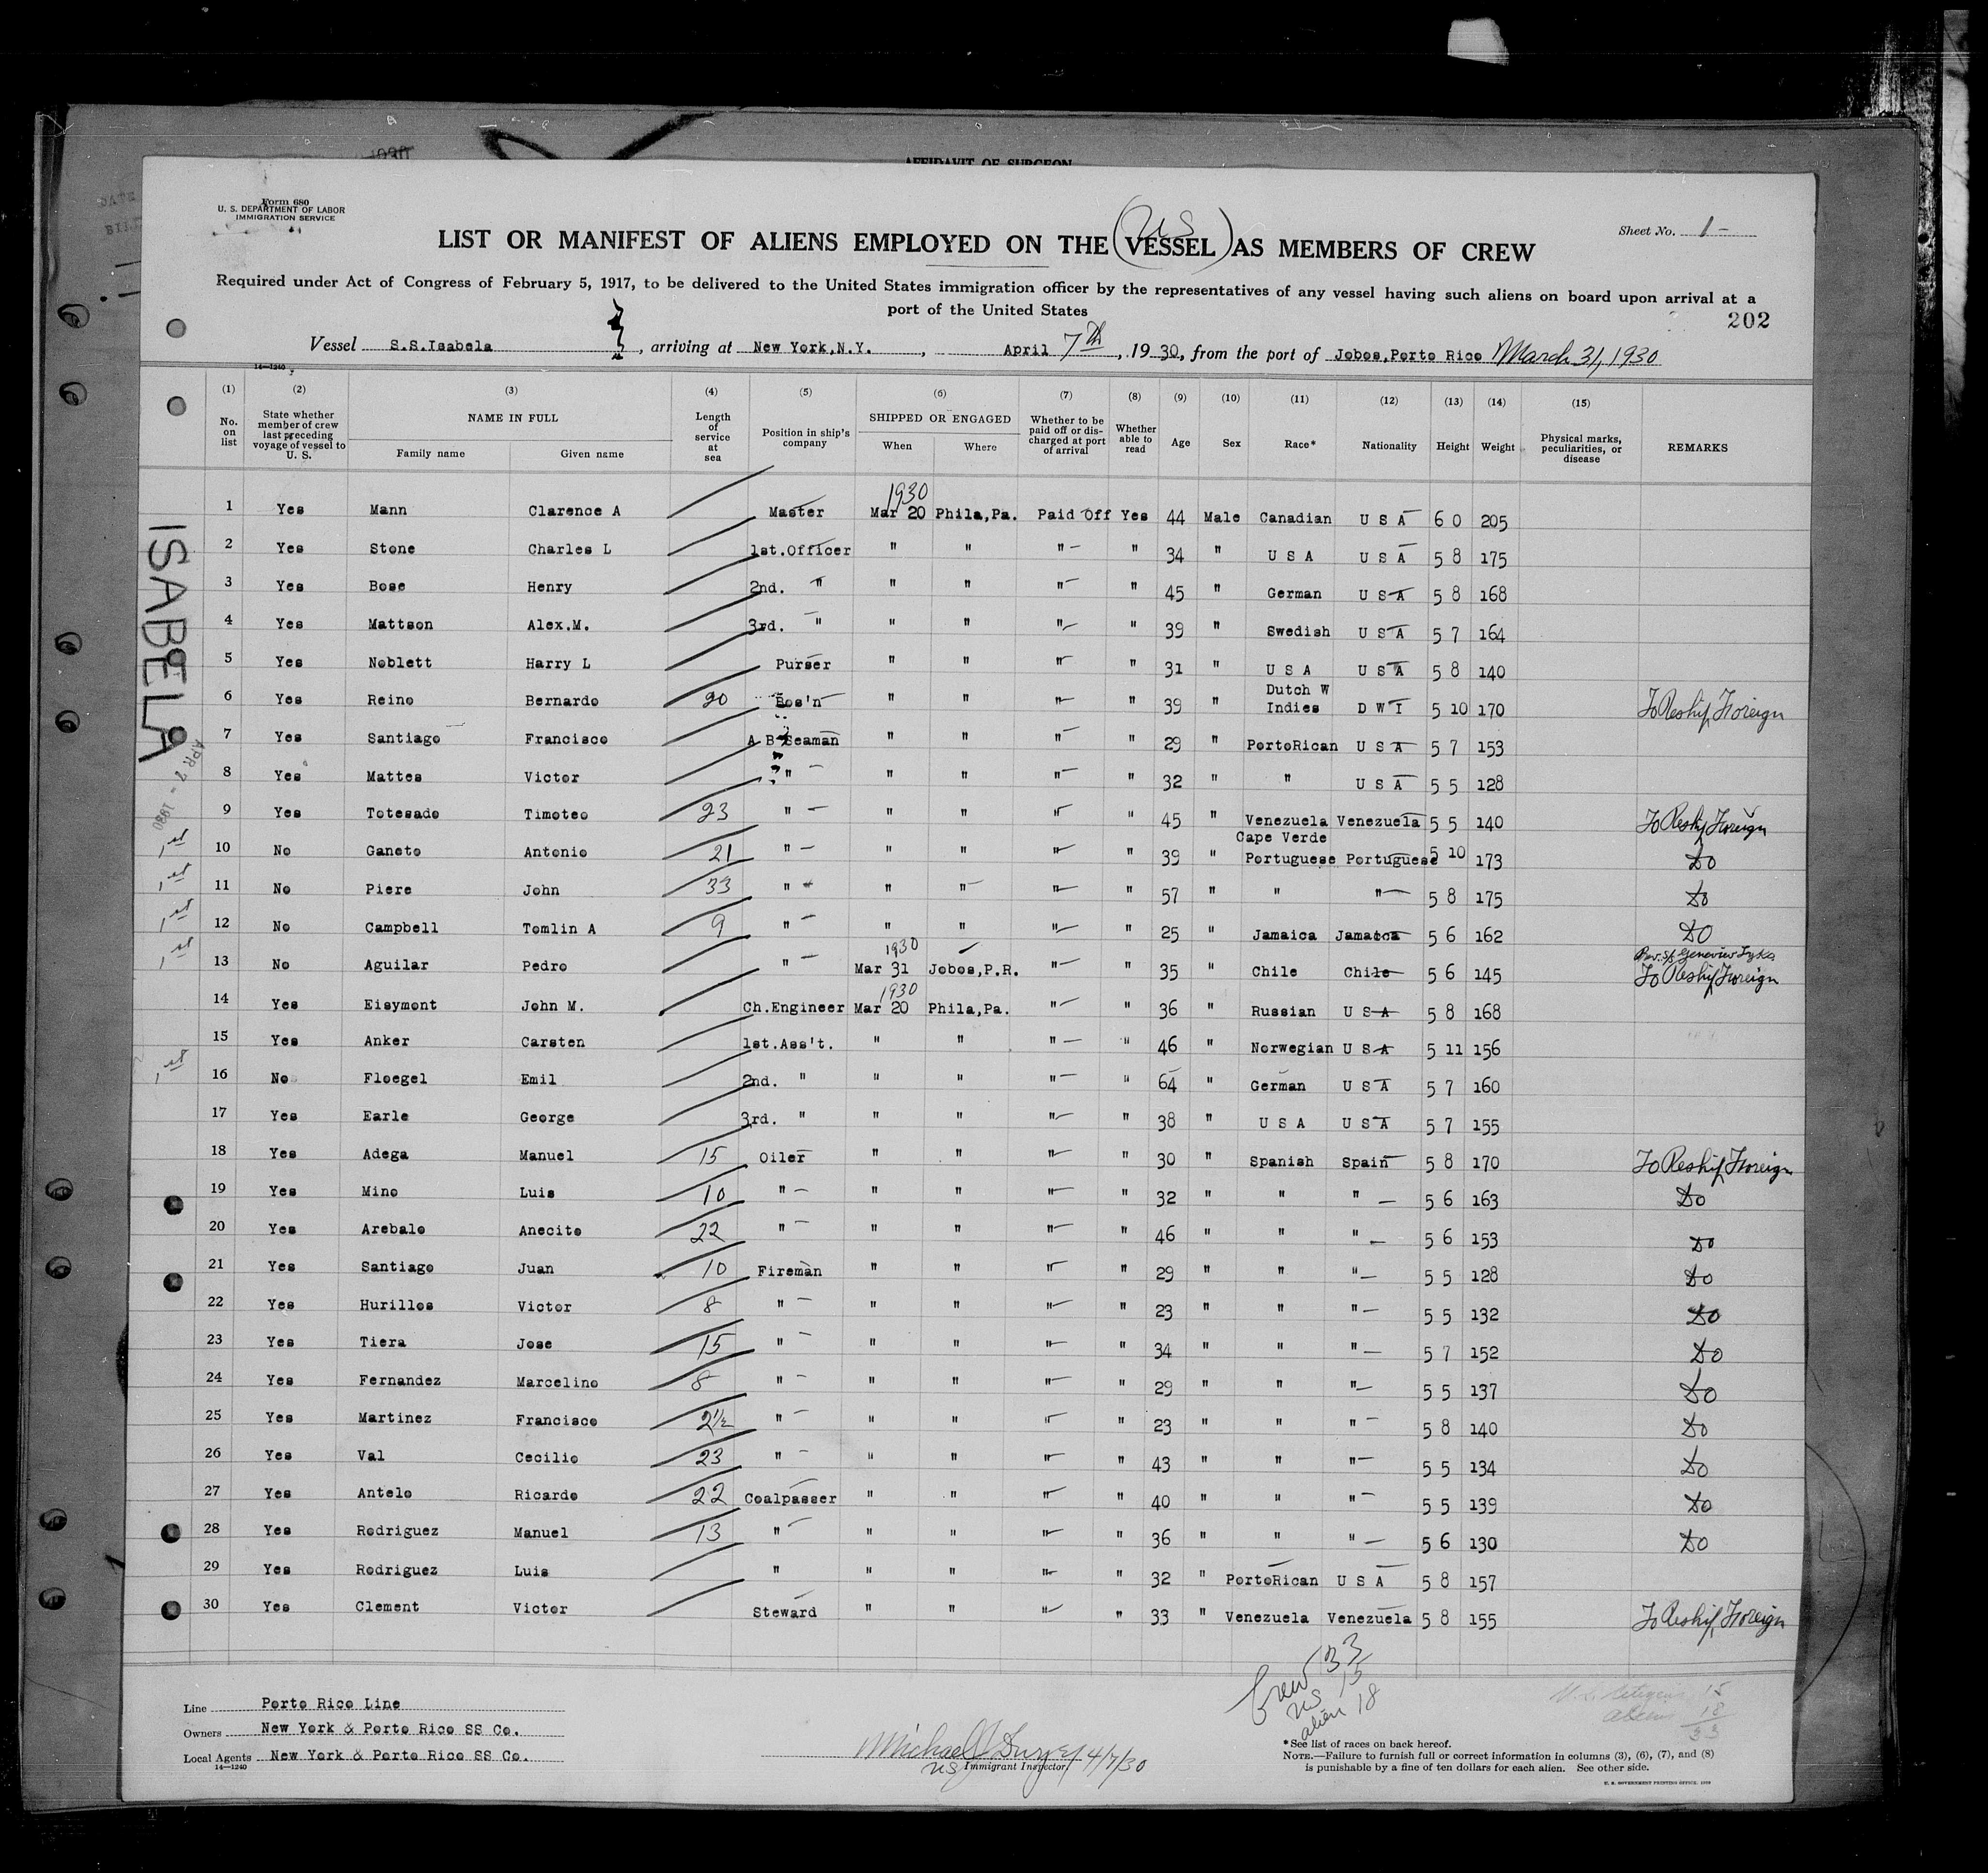 AFFIDAVIT OF SURGEON
Form 680
U. S. DEPARTMENT OF LABOR
IMMIGRATION SERVICE
Sheet No. 1 -
US
LIST OR MANIFEST OF ALIENS EMPLOYED ON THE (VESSEL) AS MEMBERS OF CREW
Required under Act of Congress of February 5, 1917, to be delivered to the United States immigration officer by the representatives of any vessel having such aliens on board upon arrival at a
port of the United States
202
Vessel S.S.Isabela, arriving at New York,N.Y., April 7th, 1930, from the port of Jobos,Porto Rico March 31, 1930
14—1240
(1) (2) (3) (4) (5) (6) (7) (8) (9) (10) (11) (12) (13) (14) (15)
No. on list | State whether member of crew last preceding voyage of vessel to U. S. | NAME IN FULL Family name Given name | Length of service at sea | Position in ship's company | SHIPPED OR ENGAGED When Where | Whether to be paid off or discharged at port of arrival | Whether able to read | Age | Sex | Race* | Nationality | Height | Weight | Physical marks, peculiarities, or disease | REMARKS
ISABELA
1930
1 Yes Mann Clarence A Master Mar 20 Phila,Pa. Paid Off Yes 44 Male Canadian U S A 6 0 205
2 Yes Stone Charles L 1st.Officer " " " " 34 " U S A U S A 5 8 175
3 Yes Bose Henry 2nd. " " " " " 45 " German U S A 5 8 168
4 Yes Mattson Alex.M. 3rd. " " " " " 39 " Swedish U S A 5 7 164
5 Yes Noblett Harry L Purser " " " " 31 " U S A U S A 5 8 140
6 Yes Reino Bernardo 20 Bos'n " " " " 39 " Dutch W Indies D W I 5 10 170 To Reship Foreign
7 Yes Santiago Francisco A B Seaman " " " " 29 " PortoRican U S A 5 7 153
8 Yes Mattes Victor " " " " " 32 " " U S A 5 5 128
9 Yes Totesado Timoteo 23 " " " " " 45 " Venezuela Venezuela 5 5 140 To Reship Foreign
10 No Ganeto Antonio 21 " " " " " 39 " Cape Verde Portuguese Portuguese 5 10 173 Do
11 No Piere John 33 " " " " " 57 " " " 5 8 175 Do
12 No Campbell Tomlin A 9 " " " " " 25 " Jamaica Jamaica 5 6 162 Do
1930
13 No Aguilar Pedro " Mar 31 Jobos,P.R. " " 35 " Chile Chile 5 6 145 To Reship Foreign
1930
14 Yes Eisymont John M. Ch.Engineer Mar 20 Phila,Pa. " " 36 " Russian U S A 5 8 168
15 Yes Anker Carsten 1st.Ass't. " " " " 46 " Norwegian U S A 5 11 156
16 No Floegel Emil 2nd. " " " " " 64 " German U S A 5 7 160
17 Yes Earle George 3rd. " " " " " 38 " U S A U S A 5 7 155
18 Yes Adega Manuel 15 Oiler " " " " 30 " Spanish Spain 5 8 170 To Reship Foreign
19 Yes Mino Luis 10 " " " " " 32 " " " 5 6 163 Do
20 Yes Arebalo Anecito 22 " " " " " 46 " " " 5 6 153 Do
21 Yes Santiago Juan 10 Fireman " " " " 29 " " " 5 5 128 Do
22 Yes Hurillos Victor 8 " " " " " 23 " " " 5 5 132 Do
23 Yes Tiera Jose 15 " " " " " 34 " " " 5 7 152 Do
24 Yes Fernandez Marcelino 8 " " " " " 29 " " " 5 5 137 Do
25 Yes Martinez Francisco 2½ " " " " " 23 " " " 5 8 140 Do
26 Yes Val Cecilio 23 " " " " " 43 " " " 5 5 134 Do
27 Yes Antelo Ricardo 22 Coalpasser " " " " 40 " " " 5 5 139 Do
28 Yes Rodriguez Manuel 13 " " " " " 36 " " " 5 6 130 Do
29 Yes Rodriguez Luis " " " " " 32 " PortoRican U S A 5 8 157
30 Yes Clement Victor Steward " " " " 33 " Venezuela Venezuela 5 8 155 To Reship Foreign
Crew 33
US 15
alien 18
U.S. Citizens 15
aliens 18
33
Line Porto Rico Line
Owners New York & Porto Rico SS Co.
Local Agents New York & Porto Rico SS Co.
14—1240
Michael 4/7/30
US Immigrant Inspector
*See list of races on back hereof.
NOTE.—Failure to furnish full or correct information in columns (3), (6), (7), and (8)
is punishable by a fine of ten dollars for each alien. See other side.